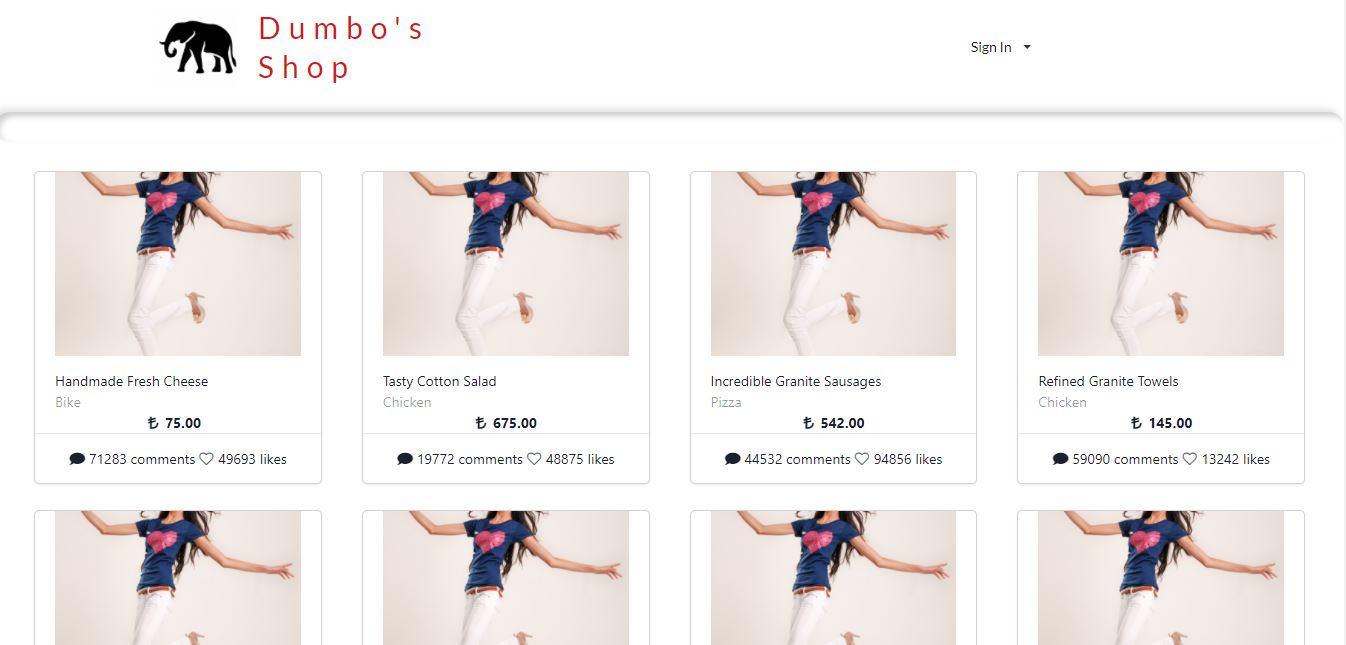 Dumbo's
Shop
Sign In
Handmade Fresh Cheese
Bike
₺ 75.00
71283 comments 49693 likes
Tasty Cotton Salad
Chicken
₺ 675.00
19772 comments 48875 likes
Incredible Granite Sausages
Pizza
₺ 542.00
44532 comments 94856 likes
Refined Granite Towels
Chicken
₺ 145.00
59090 comments 13242 likes